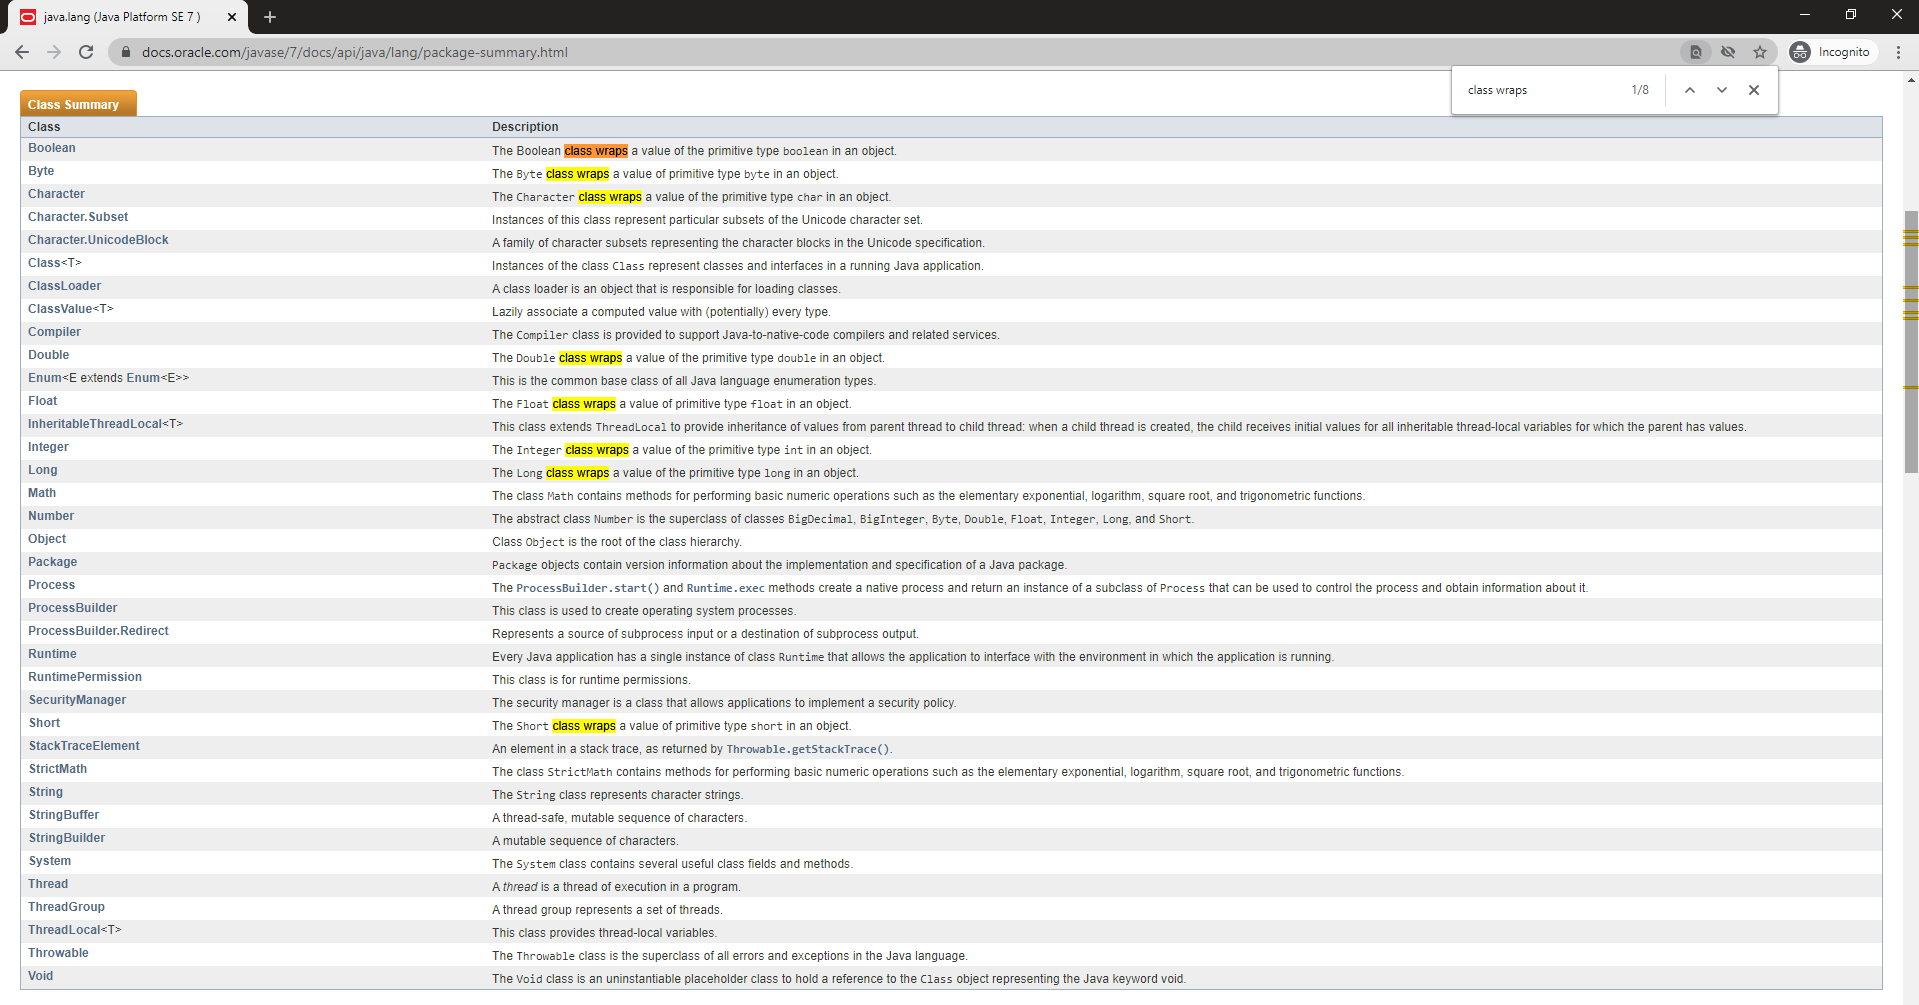 java.lang (Java Platform SE 7 )
docs.oracle.com/javase/7/docs/api/java/lang/package-summary.html
Incognito
class wraps 1/8
Class Summary
Class Description
Boolean The Boolean class wraps a value of the primitive type boolean in an object.
Byte The Byte class wraps a value of primitive type byte in an object.
Character The Character class wraps a value of the primitive type char in an object.
Character.Subset Instances of this class represent particular subsets of the Unicode character set.
Character.UnicodeBlock A family of character subsets representing the character blocks in the Unicode specification.
Class<T> Instances of the class Class represent classes and interfaces in a running Java application.
ClassLoader A class loader is an object that is responsible for loading classes.
ClassValue<T> Lazily associate a computed value with (potentially) every type.
Compiler The Compiler class is provided to support Java-to-native-code compilers and related services.
Double The Double class wraps a value of the primitive type double in an object.
Enum<E extends Enum<E>> This is the common base class of all Java language enumeration types.
Float The Float class wraps a value of primitive type float in an object.
InheritableThreadLocal<T> This class extends ThreadLocal to provide inheritance of values from parent thread to child thread: when a child thread is created, the child receives initial values for all inheritable thread-local variables for which the parent has values.
Integer The Integer class wraps a value of the primitive type int in an object.
Long The Long class wraps a value of the primitive type long in an object.
Math The class Math contains methods for performing basic numeric operations such as the elementary exponential, logarithm, square root, and trigonometric functions.
Number The abstract class Number is the superclass of classes BigDecimal, BigInteger, Byte, Double, Float, Integer, Long, and Short.
Object Class Object is the root of the class hierarchy.
Package Package objects contain version information about the implementation and specification of a Java package.
Process The ProcessBuilder.start() and Runtime.exec methods create a native process and return an instance of a subclass of Process that can be used to control the process and obtain information about it.
ProcessBuilder This class is used to create operating system processes.
ProcessBuilder.Redirect Represents a source of subprocess input or a destination of subprocess output.
Runtime Every Java application has a single instance of class Runtime that allows the application to interface with the environment in which the application is running.
RuntimePermission This class is for runtime permissions.
SecurityManager The security manager is a class that allows applications to implement a security policy.
Short The Short class wraps a value of primitive type short in an object.
StackTraceElement An element in a stack trace, as returned by Throwable.getStackTrace().
StrictMath The class StrictMath contains methods for performing basic numeric operations such as the elementary exponential, logarithm, square root, and trigonometric functions.
String The String class represents character strings.
StringBuffer A thread-safe, mutable sequence of characters.
StringBuilder A mutable sequence of characters.
System The System class contains several useful class fields and methods.
Thread A thread is a thread of execution in a program.
ThreadGroup A thread group represents a set of threads.
ThreadLocal<T> This class provides thread-local variables.
Throwable The Throwable class is the superclass of all errors and exceptions in the Java language.
Void The Void class is an uninstantiable placeholder class to hold a reference to the Class object representing the Java keyword void.